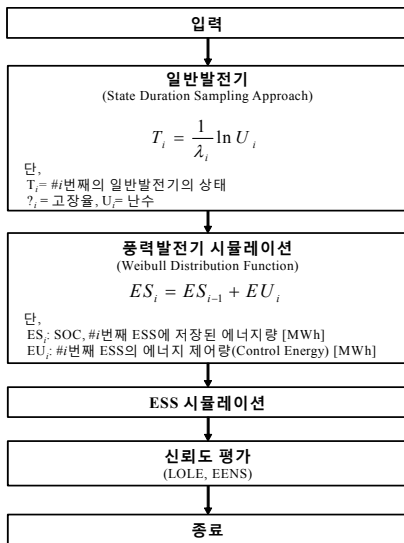 입력
일반발전기
(State Duration Sampling Approach)
T_i = \frac{1}{\lambda_i} \ln U_i
단,
T_i= #i번째의 일반발전기의 상태
?_i = 고장율, U_i= 난수
풍력발전기 시뮬레이션
(Weibull Distribution Function)
ES_i = ES_{i-1} + EU_i
단,
ES_i: SOC, #i번째 ESS에 저장된 에너지량 [MWh]
EU_i: #i번째 ESS의 에너지 제어량(Control Energy) [MWh]
ESS 시뮬레이션
신뢰도 평가
(LOLE, EENS)
종료